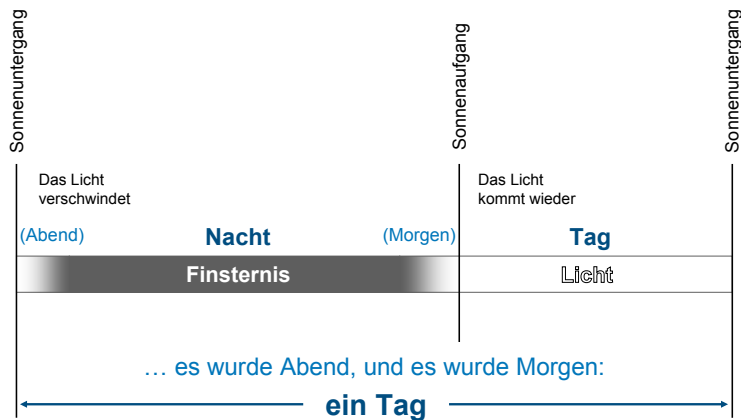 Sonnenuntergang
Sonnenaufgang
Sonnenuntergang
Das Licht
verschwindet
Das Licht
kommt wieder
(Abend)
Nacht
(Morgen)
Tag
Finsternis
Licht
… es wurde Abend, und es wurde Morgen:
ein Tag